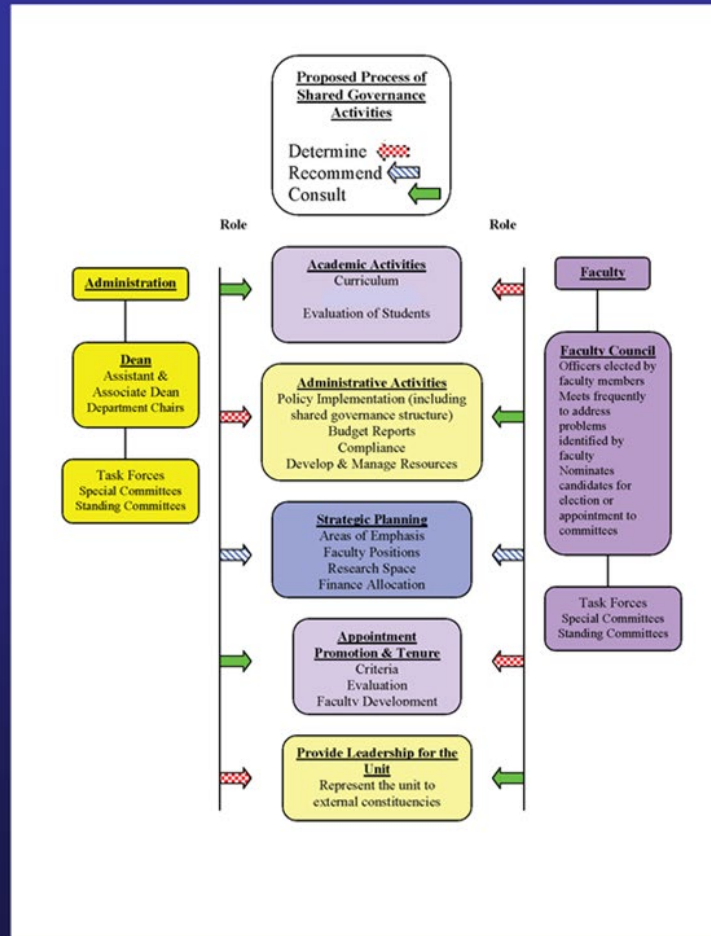 Proposed Process of
Shared Governance
Activities
Determine
Recommend
Consult
Role
Role
Administration
Dean
Assistant &
Associate Dean
Department Chairs
Task Forces
Special Committees
Standing Committees
Academic Activities
Curriculum
Evaluation of Students
Administrative Activities
Policy Implementation (including
shared governance structure)
Budget Reports
Compliance
Develop & Manage Resources
Strategic Planning
Areas of Emphasis
Faculty Positions
Research Space
Finance Allocation
Appointment
Promotion & Tenure
Criteria
Evaluation
Faculty Development
Provide Leadership for the
Unit
Represent the unit to
external constituencies
Faculty
Faculty Council
Officers elected by
faculty members
Meets frequently
to address
problems
identified by
faculty
Nominates
candidates for
election or
appointment to
committees
Task Forces
Special Committees
Standing Committees